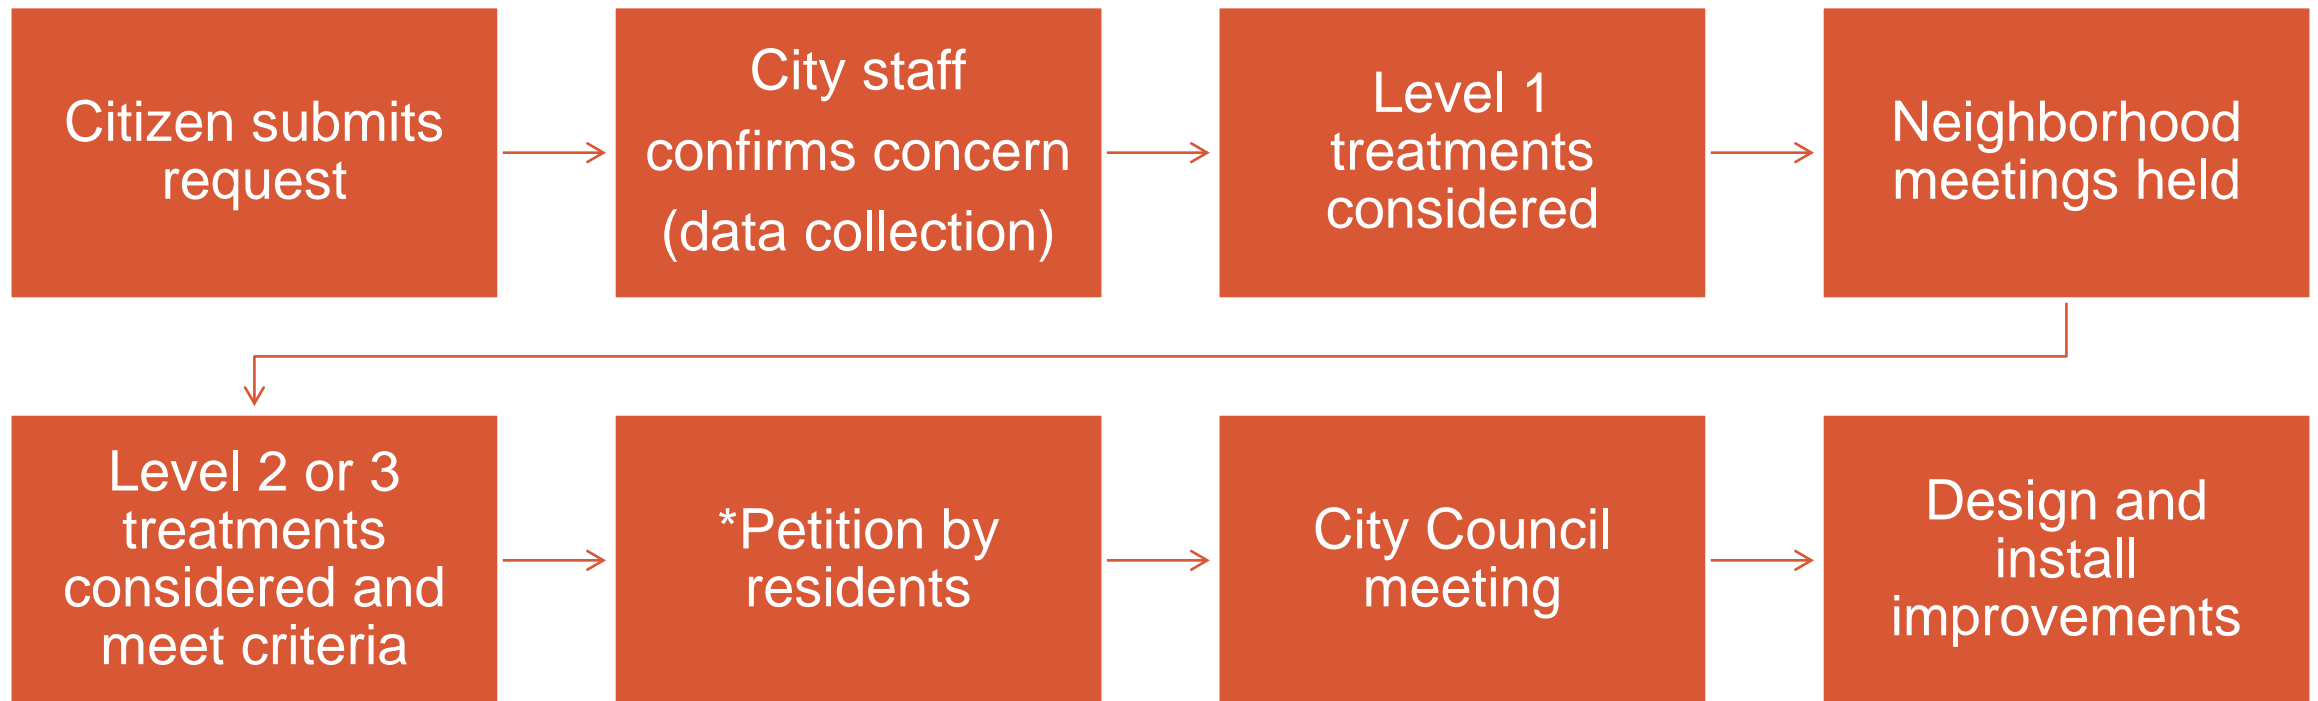 Citizen submits
request
City staff
confirms concern
(data collection)
Level 1
treatments
considered
Neighborhood
meetings held
Level 2 or 3
treatments
considered and
meet criteria
*Petition by
residents
City Council
meeting
Design and
install
improvements